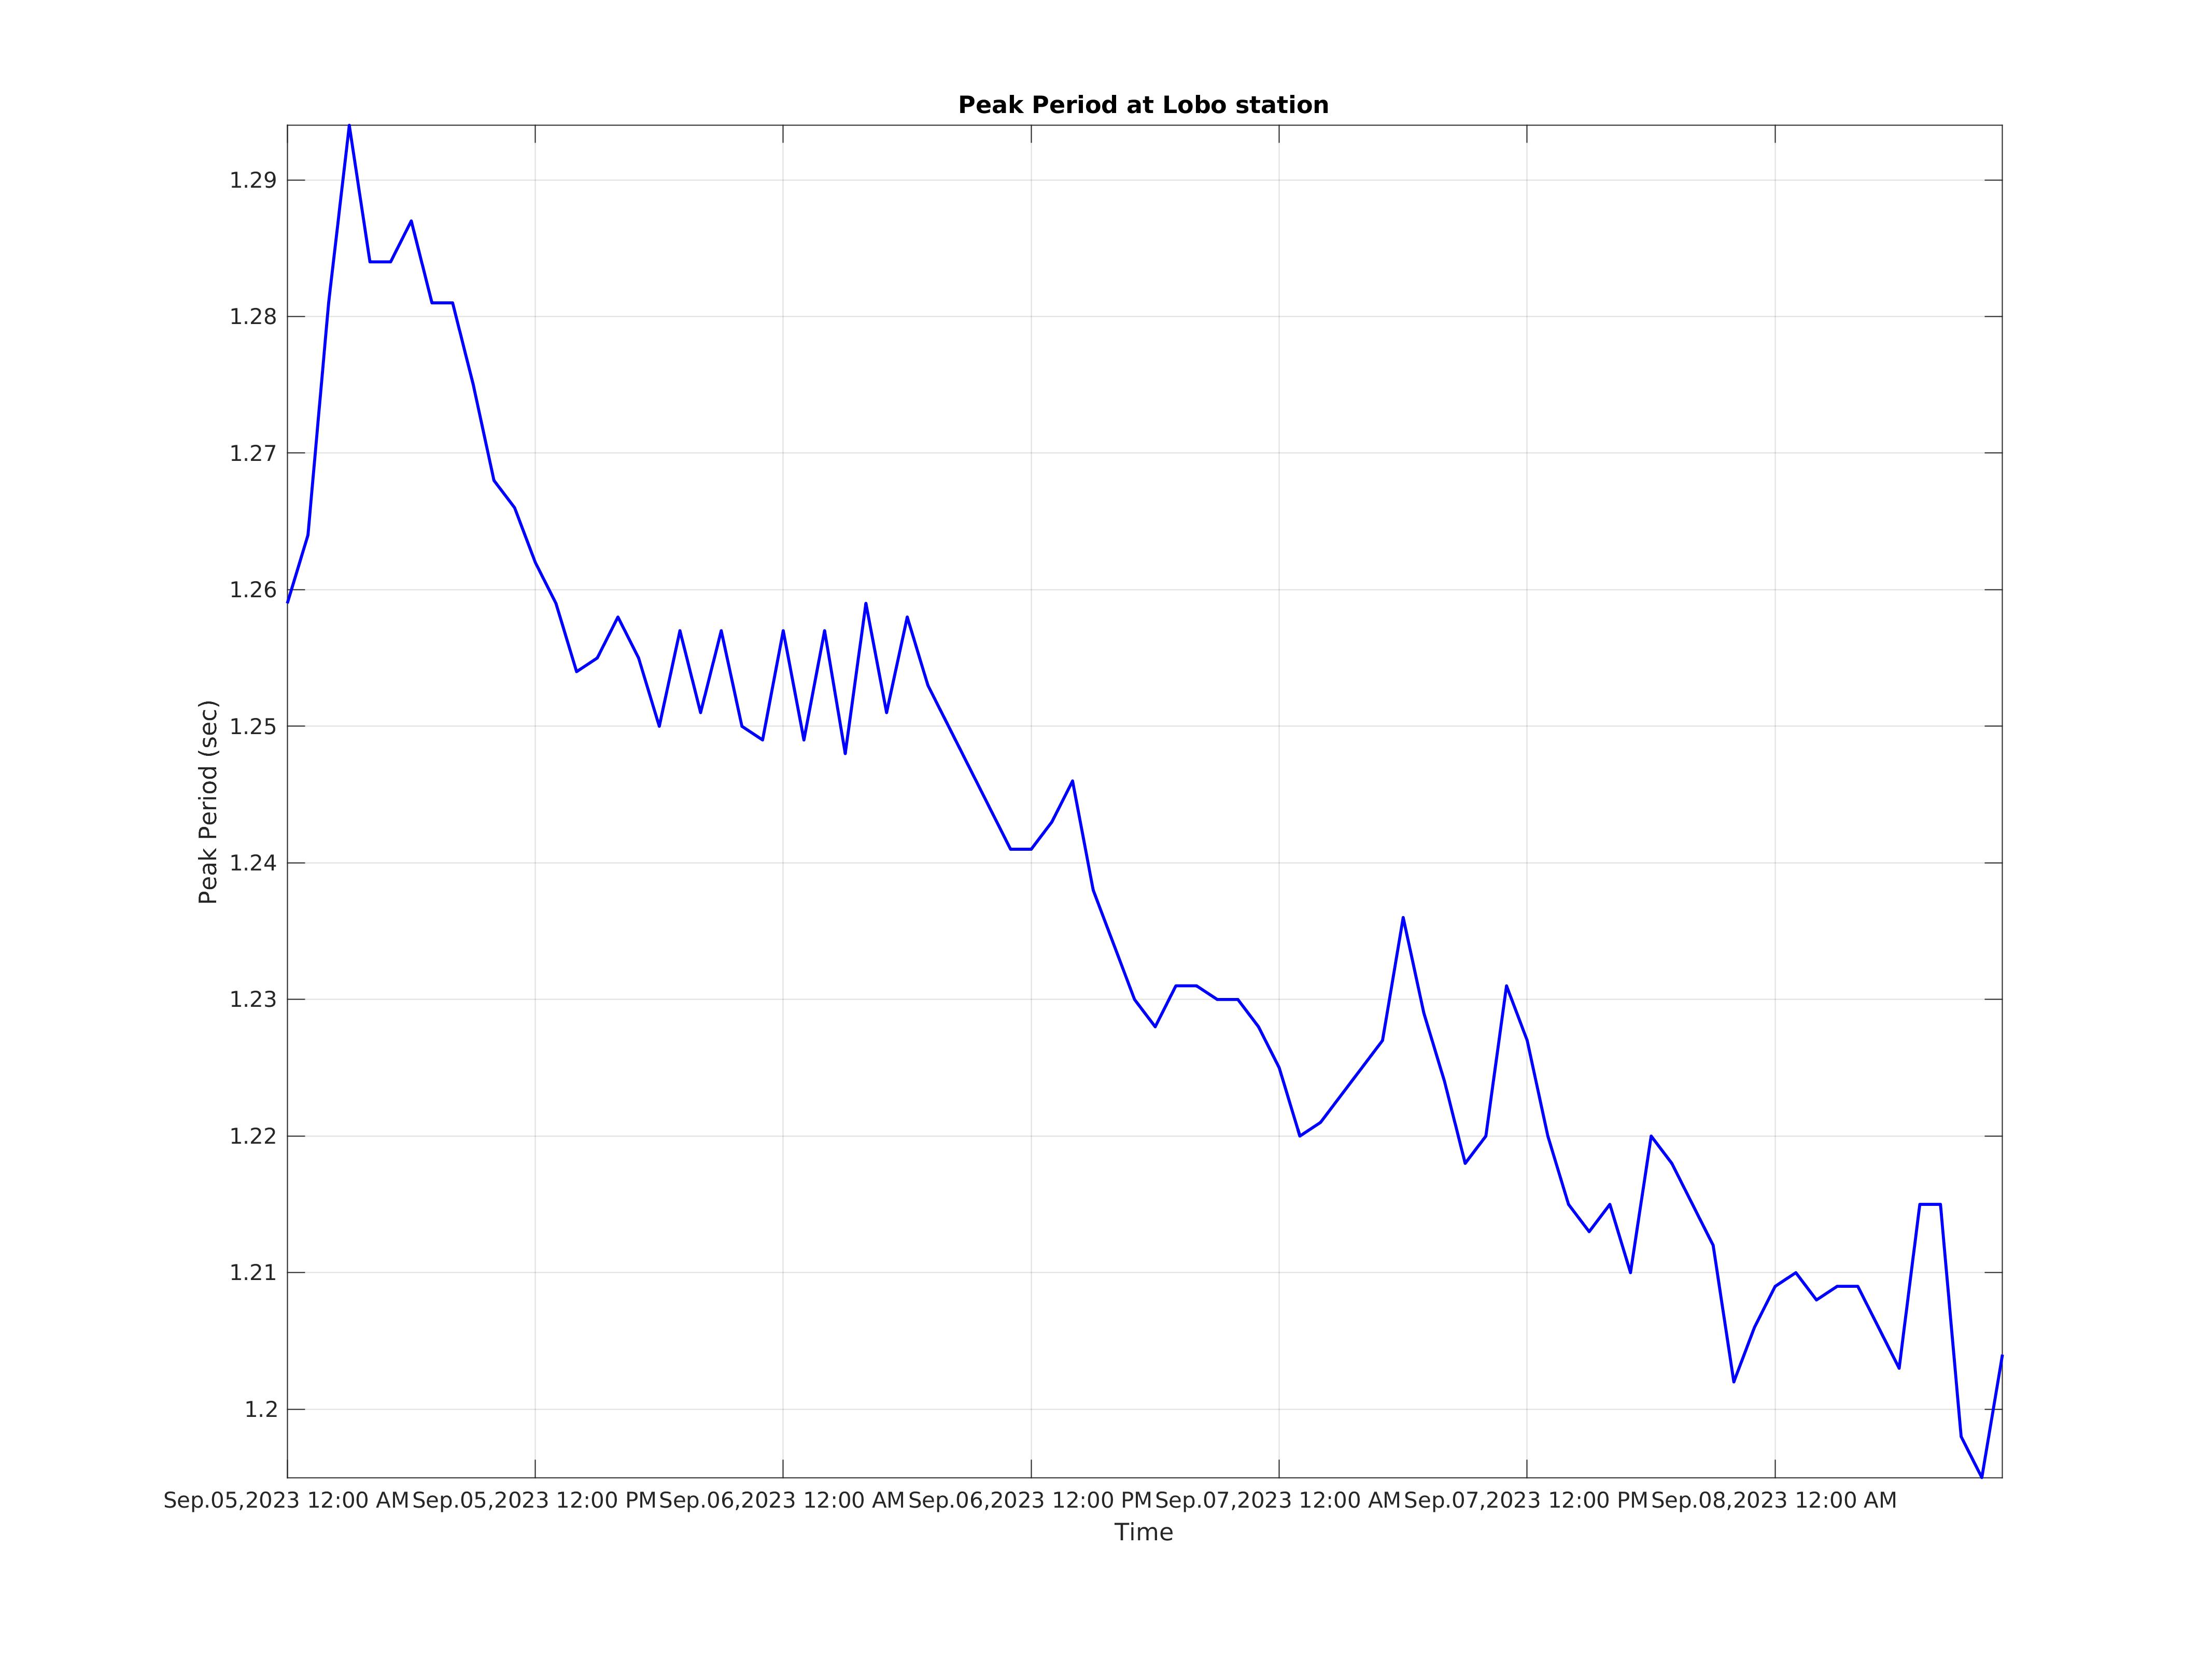 Peak Period at Lobo station
1.29
1.28
1.27
1.26
1.25
1.24
1.23
1.22
1.21
1.2
Peak Period (sec)
Sep.05,2023 12:00 AM Sep.05,2023 12:00 PM Sep.06,2023 12:00 AM Sep.06,2023 12:00 PM Sep.07,2023 12:00 AM Sep.07,2023 12:00 PM Sep.08,2023 12:00 AM
Time